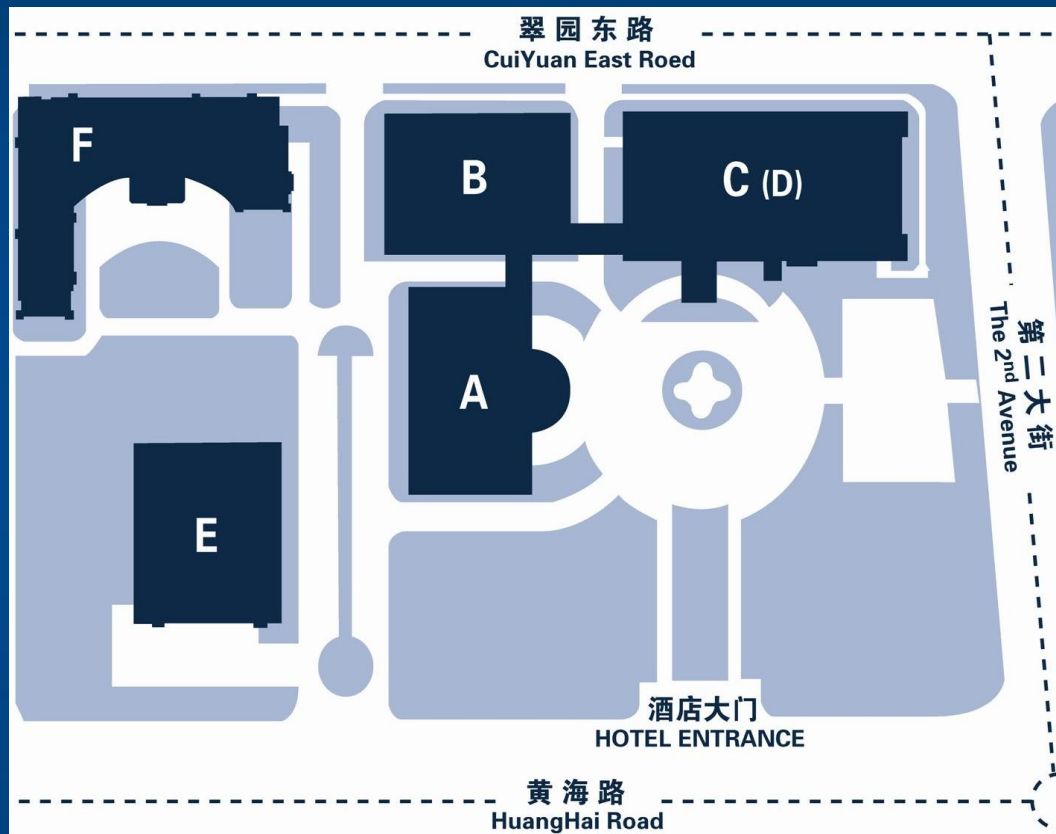 翠园东路
CuiYuan East Roed
F
B
C (D)
A
E
第二大街
The 2nd Avenue
酒店大门
HOTEL ENTRANCE
黄海路
HuangHai Road